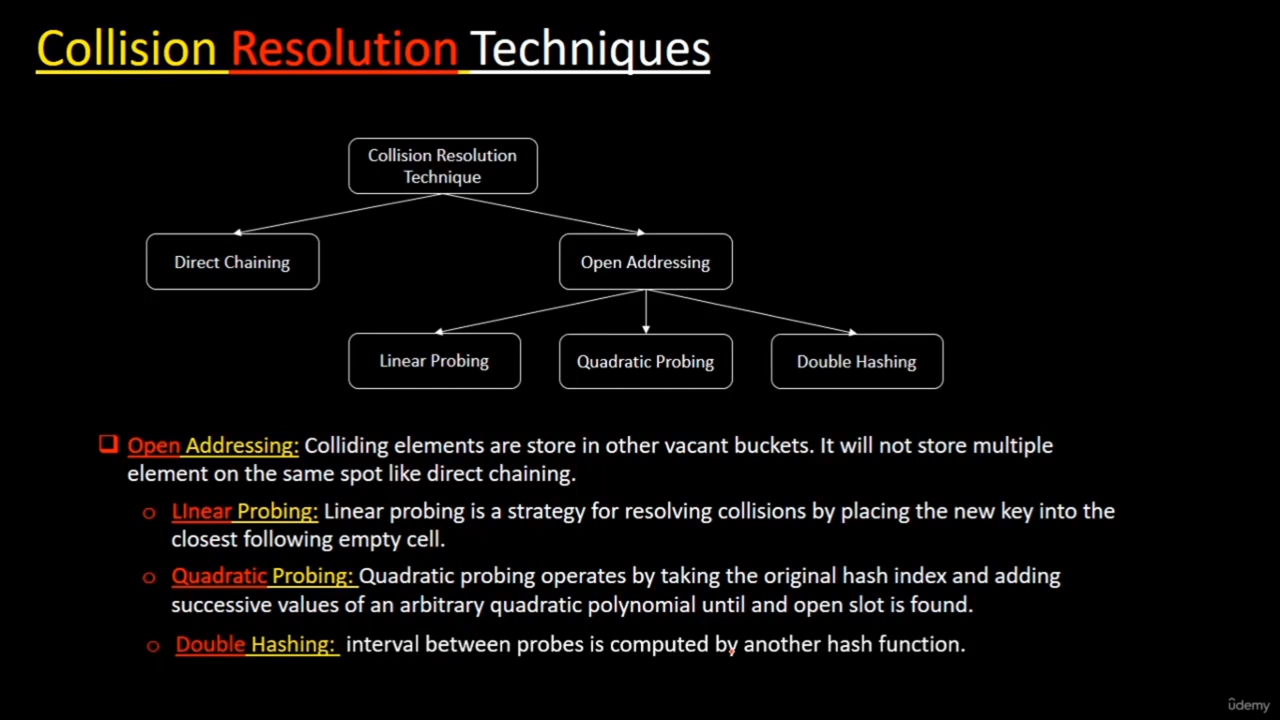 Collision Resolution Techniques
Collision Resolution
Technique
Direct Chaining
Open Addressing
Linear Probing
Quadratic Probing
Double Hashing
Open Addressing: Colliding elements are store in other vacant buckets. It will not store multiple
element on the same spot like direct chaining.
LInear Probing: Linear probing is a strategy for resolving collisions by placing the new key into the
closest following empty cell.
Quadratic Probing: Quadratic probing operates by taking the original hash index and adding
successive values of an arbitrary quadratic polynomial until and open slot is found.
Double Hashing: interval between probes is computed by another hash function.
ûdemy